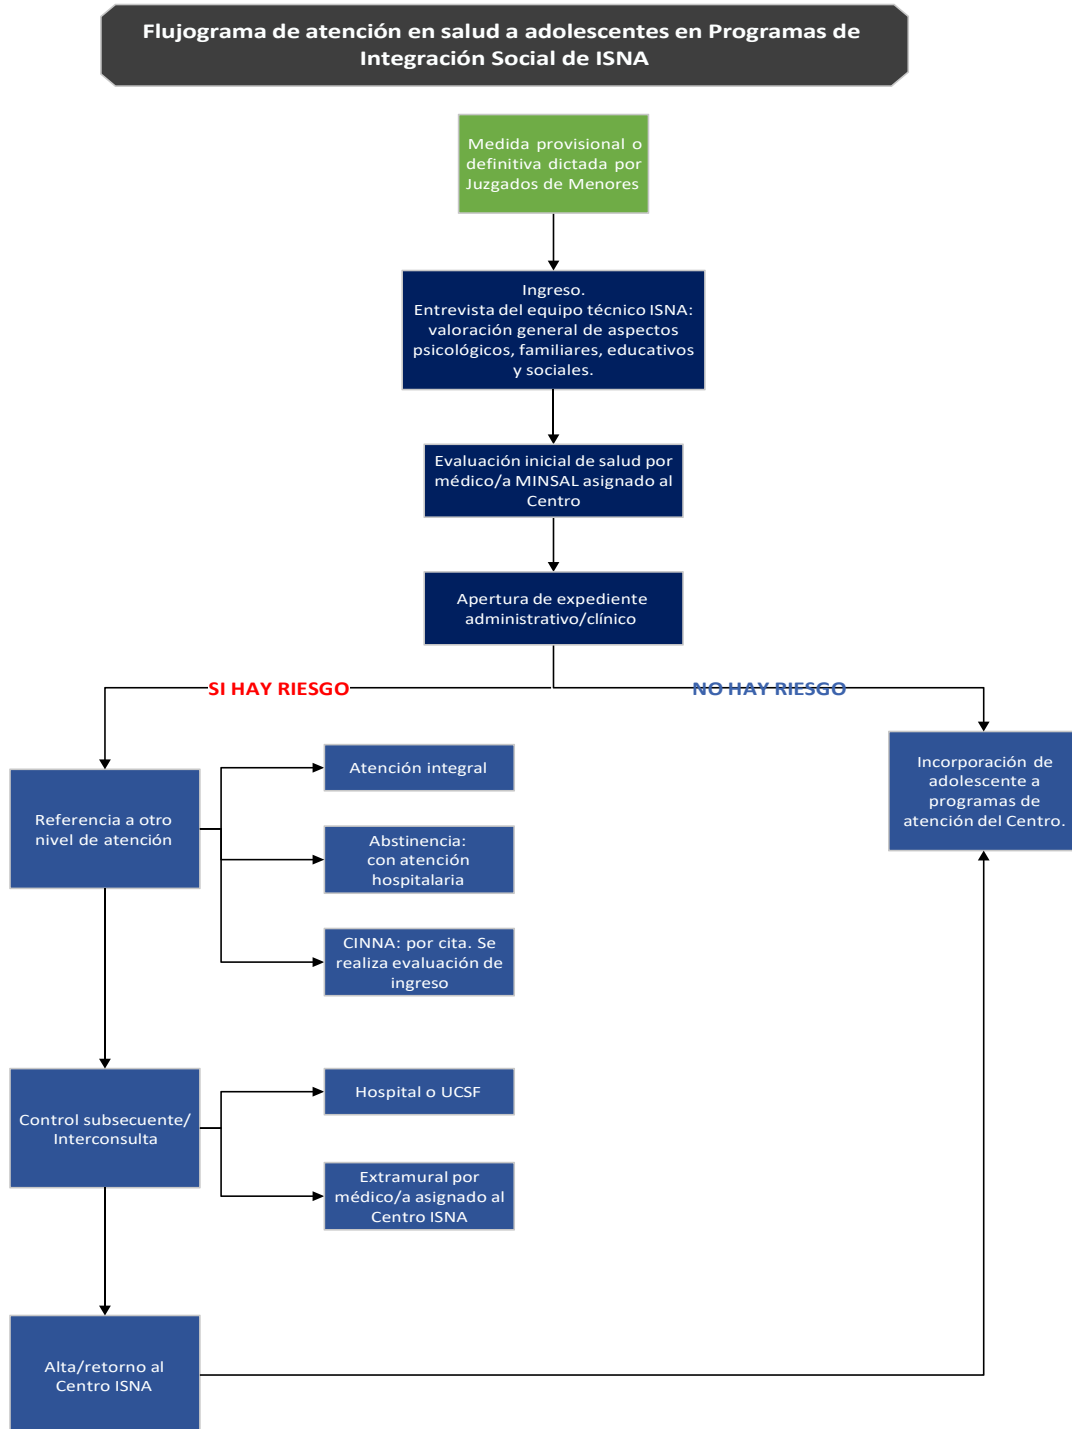 Flujograma de atención en salud a adolescentes en Programas de
Integración Social de ISNA
Medida provisional o
definitiva dictada por
Juzgados de Menores
Ingreso.
Entrevista del equipo técnico ISNA:
valoración general de aspectos
psicológicos, familiares, educativos
y sociales.
Evaluación inicial de salud por
médico/a MINSAL asignado al
Centro
Apertura de expediente
administrativo/clínico
SI HAY RIESGO
NO HAY RIESGO
Referencia a otro
nivel de atención
Atención integral
Abstinencia:
con atención
hospitalaria
CINNA: por cita. Se
realiza evaluación de
ingreso
Incorporación de
adolescente a
programas de
atención del Centro.
Control subsecuente/
Interconsulta
Hospital o UCSF
Extramural por
médico/a asignado al
Centro ISNA
Alta/retorno al
Centro ISNA